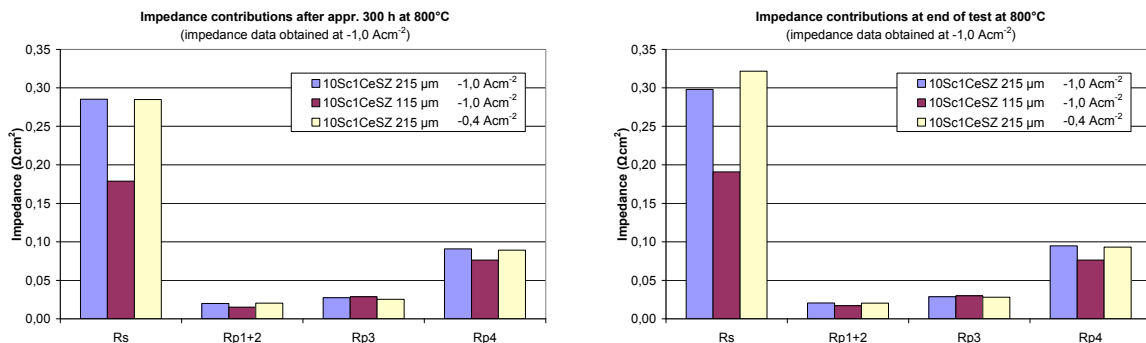 Impedance contributions after appr. 300 h at 800°C
(impedance data obtained at -1,0 Acm-2)
0,35
0,30
0,25
0,20
0,15
0,10
0,05
0,00
Impedance (Ωcm2)
10Sc1CeSZ 215 µm -1,0 Acm-2
10Sc1CeSZ 115 µm -1,0 Acm-2
10Sc1CeSZ 215 µm -0,4 Acm-2
Rs Rp1+2 Rp3 Rp4
Impedance contributions at end of test at 800°C
(impedance data obtained at -1,0 Acm-2)
0,35
0,30
0,25
0,20
0,15
0,10
0,05
0,00
Impedance (Ωcm2)
10Sc1CeSZ 215 µm -1,0 Acm-2
10Sc1CeSZ 115 µm -1,0 Acm-2
10Sc1CeSZ 215 µm -0,4 Acm-2
Rs Rp1+2 Rp3 Rp4